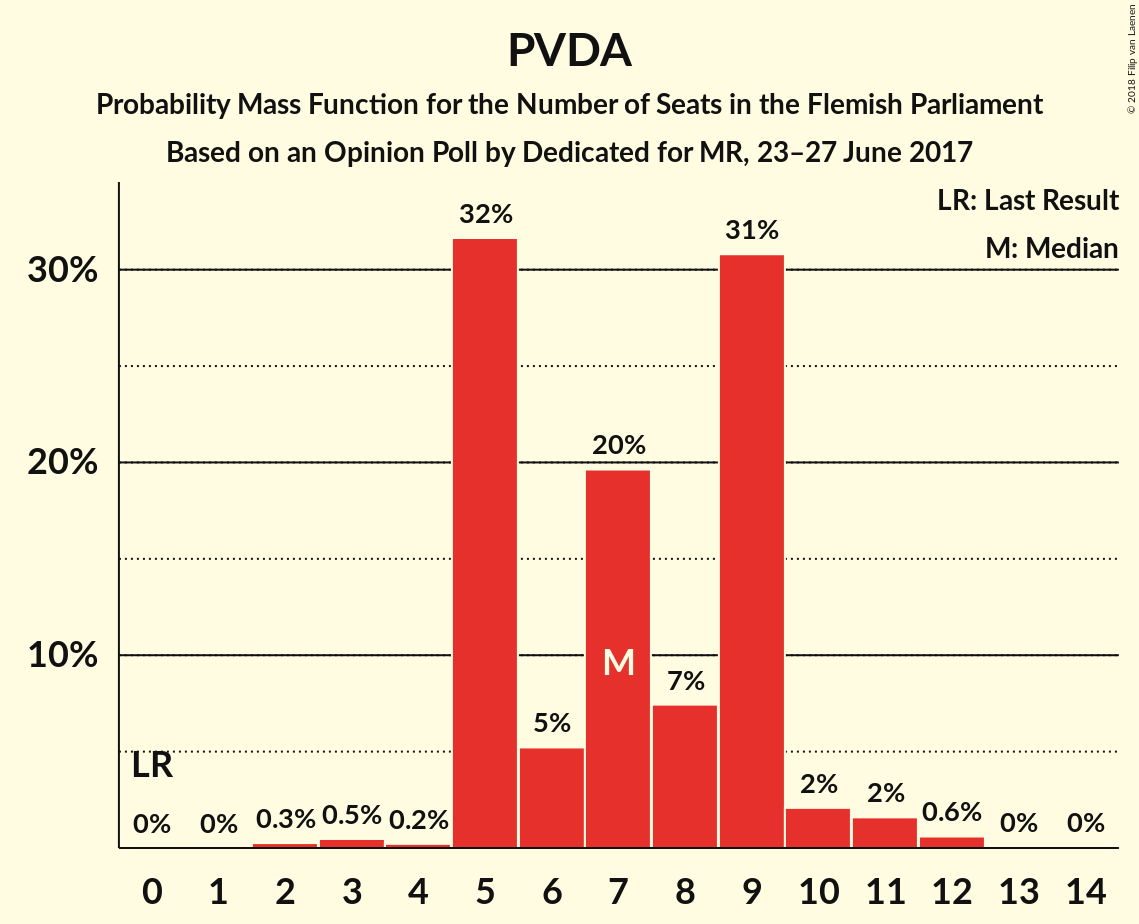 PVDA
Probability Mass Function for the Number of Seats in the Flemish Parliament
Based on an Opinion Poll by Dedicated for MR, 23–27 June 2017
© 2018 Filip van Laenen
LR: Last Result
M: Median
30%
20%
10%
32%
31%
20%
M
7%
5%
LR
2%
2%
0%
0%
0.3%
0.5%
0.2%
0.6%
0%
0%
0 1 2 3 4 5 6 7 8 9 10 11 12 13 14